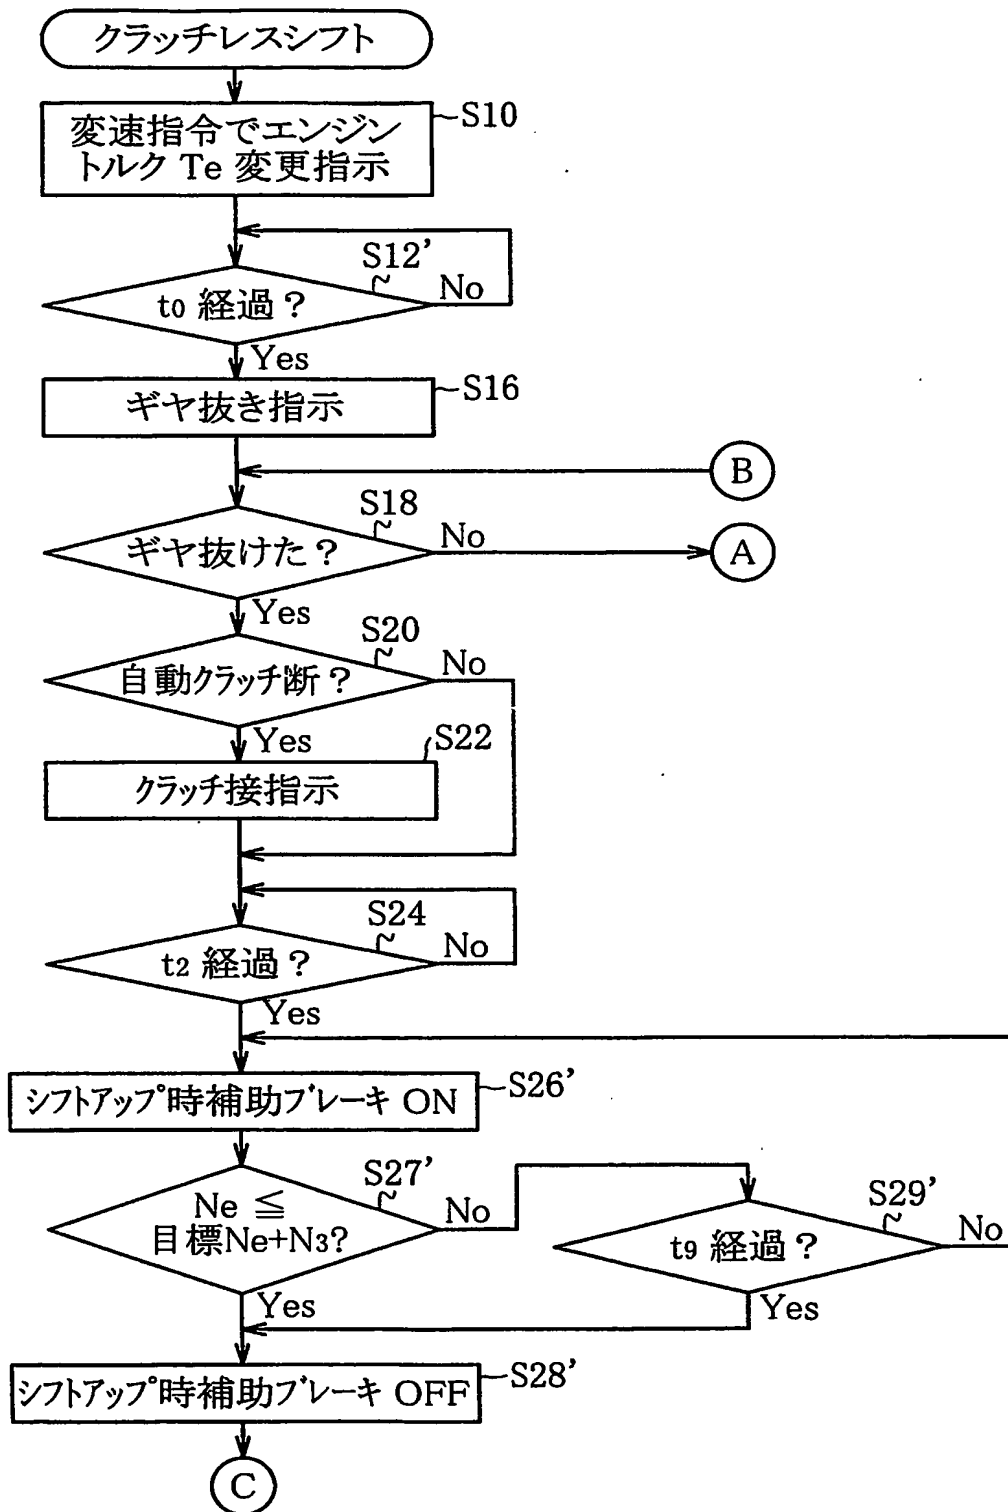 クラッチレスシフト
S10
変速指令でエンジン
トルク Te 変更指示
S12’
t0 経過？
No
Yes
S16
ギヤ抜き指示
B
S18
ギヤ抜けた？
No
A
Yes
S20
自動クラッチ断？
No
Yes
S22
クラッチ接指示
S24
t2 経過？
No
Yes
S26’
シフトアップ時補助ブレーキ ON
S27’
Ne ≦
目標Ne+N3?
No
S29’
t9 経過？
No
Yes
Yes
S28’
シフトアップ時補助ブレーキ OFF
C